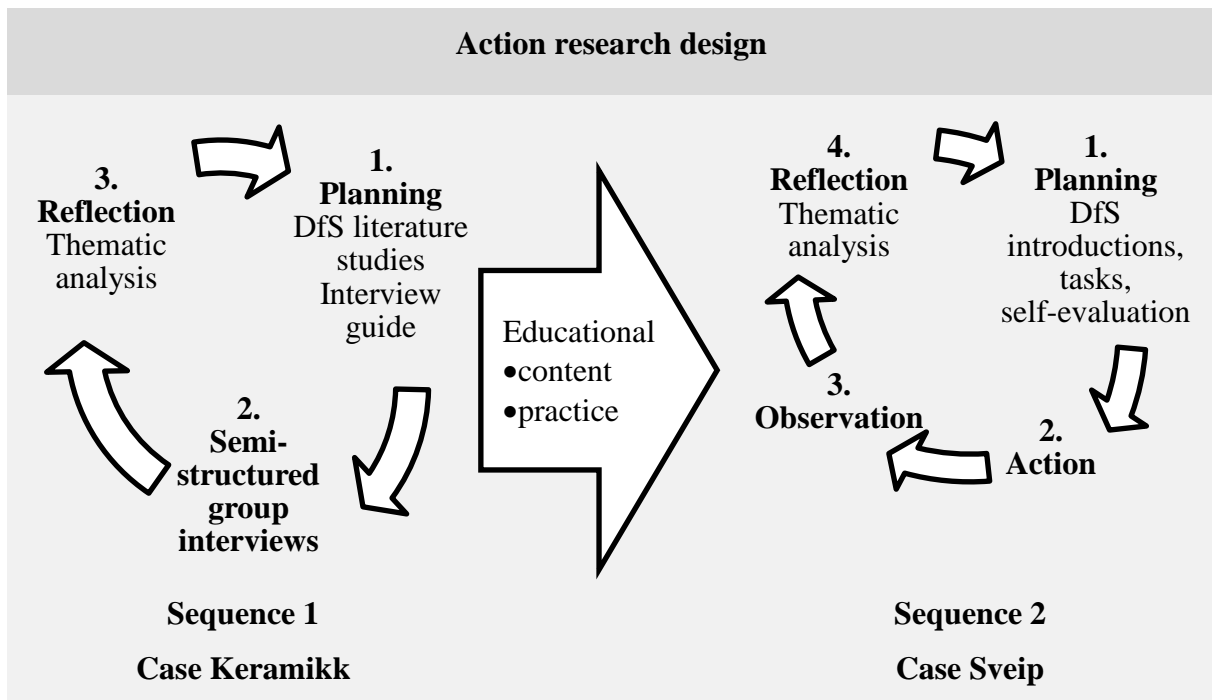 Action research design
3.
Reflection
Thematic
analysis
1.
Planning
DfS literature
studies
Interview
guide
2.
Semi-
structured
group
interviews
Sequence 1
Case Keramikk
Educational
•content
•practice
4.
Reflection
Thematic
analysis
1.
Planning
DfS
introductions,
tasks,
self-evaluation
3.
Observation
2.
Action
Sequence 2
Case Sveip